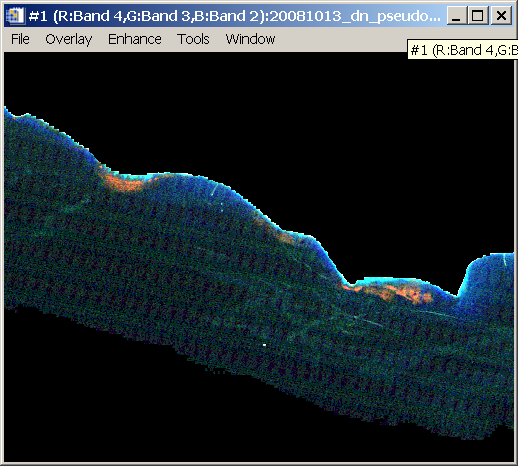 #1 (R:Band 4,G:Band 3,B:Band 2):20081013_dn_pseudo...
File Overlay Enhance Tools Window
#1 (R:Band 4,G:B